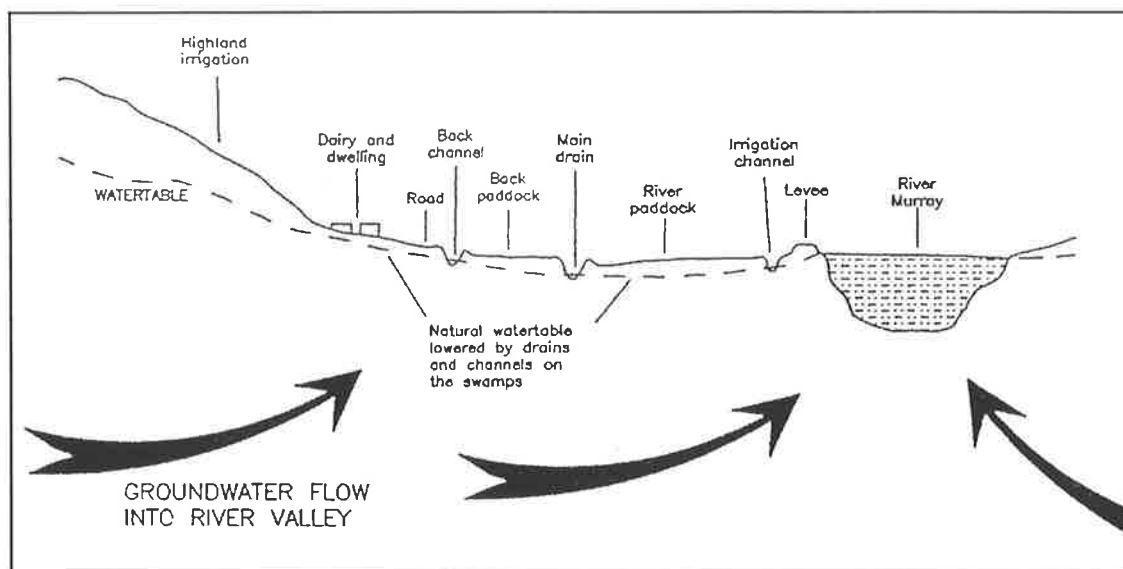 Highland
irrigation
Dairy and
dwelling
Back
channel
Main
drain
Irrigation
channel
Levee
River
Murray
WATERTABLE
Road
Back
paddock
River
paddock
Natural watertable
lowered by drains
and channels on
the swamps
GROUNDWATER FLOW
INTO RIVER VALLEY